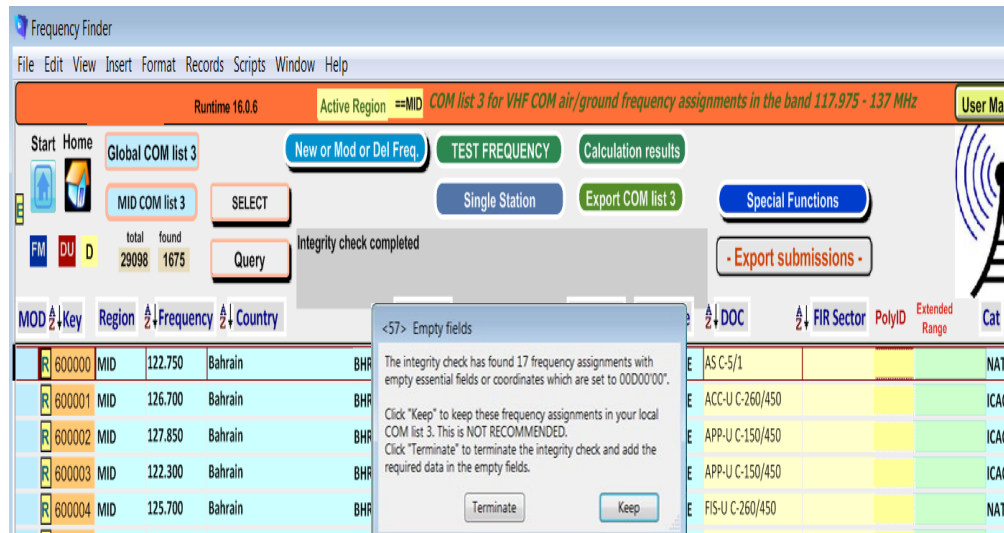 Frequency Finder
File Edit View Insert Format Records Scripts Window Help
Runtime 16.0.6 Active Region ==MID COM list 3 for VHF COM air/ground frequency assignments in the band 117.975 - 137 MHz User Ma
Start Home Global COM list 3 New or Mod or Del Freq. TEST FREQUENCY Calculation results
E MID COM list 3 SELECT Single Station Export COM list 3 Special Functions
FM DU D total found
29098 1675 Query Integrity check completed - Export submissions -
MOD Key Region Frequency Country e DOC FIR Sector PolyID Extended Range Cat
R 600000 MID 122.750 Bahrain BHR E AS C-5/1 NAT
R 600001 MID 126.700 Bahrain BHR E ACC-U C-260/450 ICA
R 600002 MID 127.850 Bahrain BHR E APP-U C-150/450 ICA
R 600003 MID 122.300 Bahrain BHR E APP-U C-150/450 ICA
R 600004 MID 125.700 Bahrain BHR E FIS-U C-260/450 NAT
<57> Empty fields
The integrity check has found 17 frequency assignments with
empty essential fields or coordinates which are set to 00D00'00".
Click "Keep" to keep these frequency assignments in your local
COM list 3. This is NOT RECOMMENDED.
Click "Terminate" to terminate the integrity check and add the
required data in the empty fields.
Terminate Keep